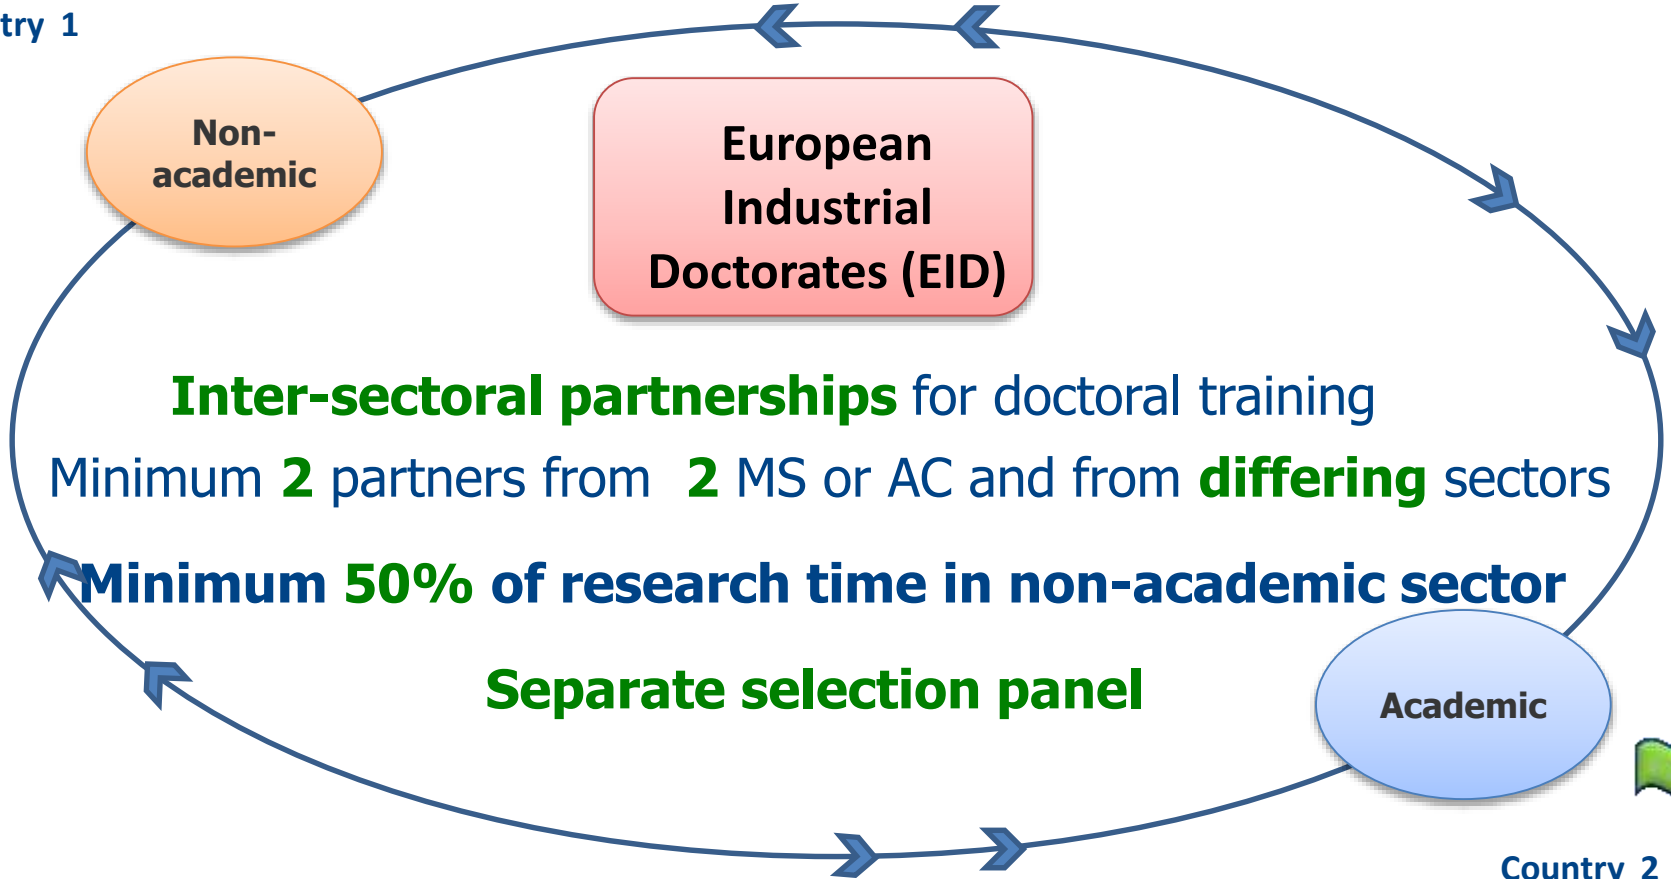 try 1
Non-
academic
European
Industrial
Doctorates (EID)
Inter-sectoral partnerships for doctoral training
Minimum 2 partners from 2 MS or AC and from differing sectors
Minimum 50% of research time in non-academic sector
Separate selection panel
Academic
Country 2